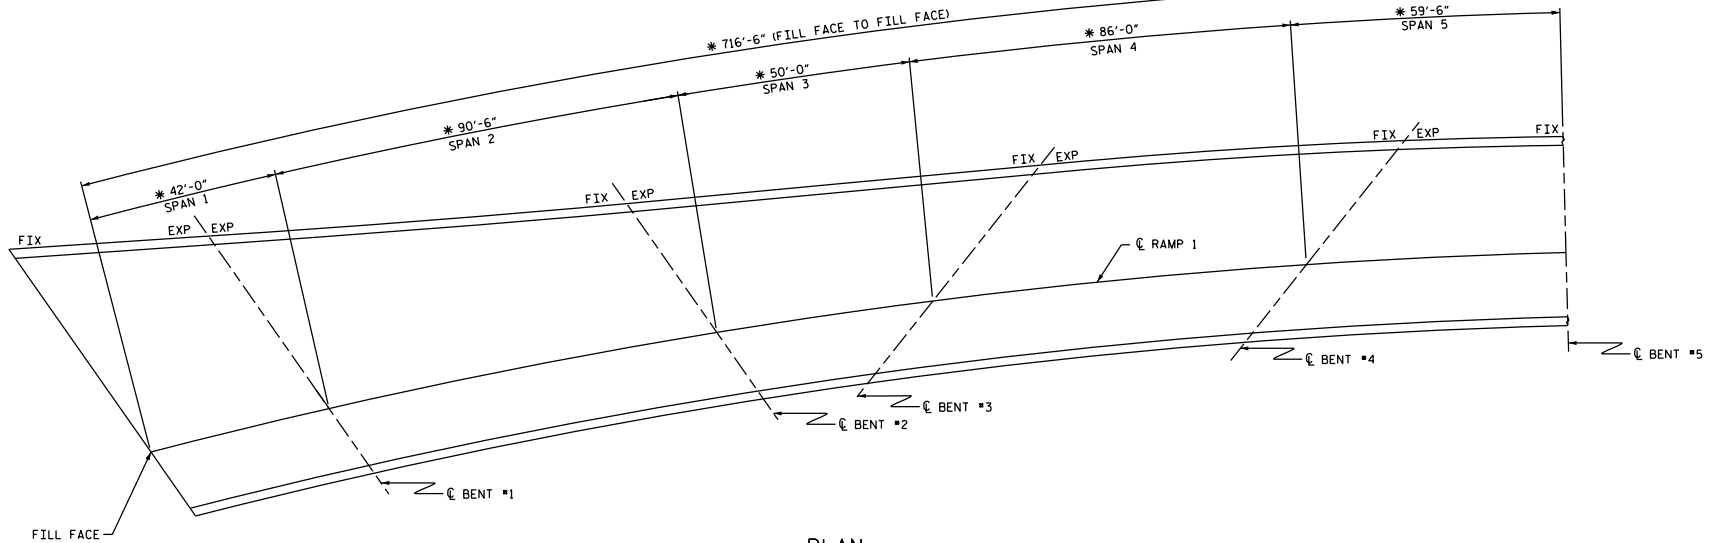 * 716'-6" (FILL FACE TO FILL FACE)
* 59'-6"
SPAN 5
* 86'-0"
SPAN 4
* 50'-0"
SPAN 3
* 90'-6"
SPAN 2
* 42'-0"
SPAN 1
FIX
EXP EXP
FIX EXP
FIX EXP
FIX EXP
FIX
℄ RAMP 1
℄ BENT #5
℄ BENT #4
℄ BENT #3
℄ BENT #2
℄ BENT #1
FILL FACE
PLAN